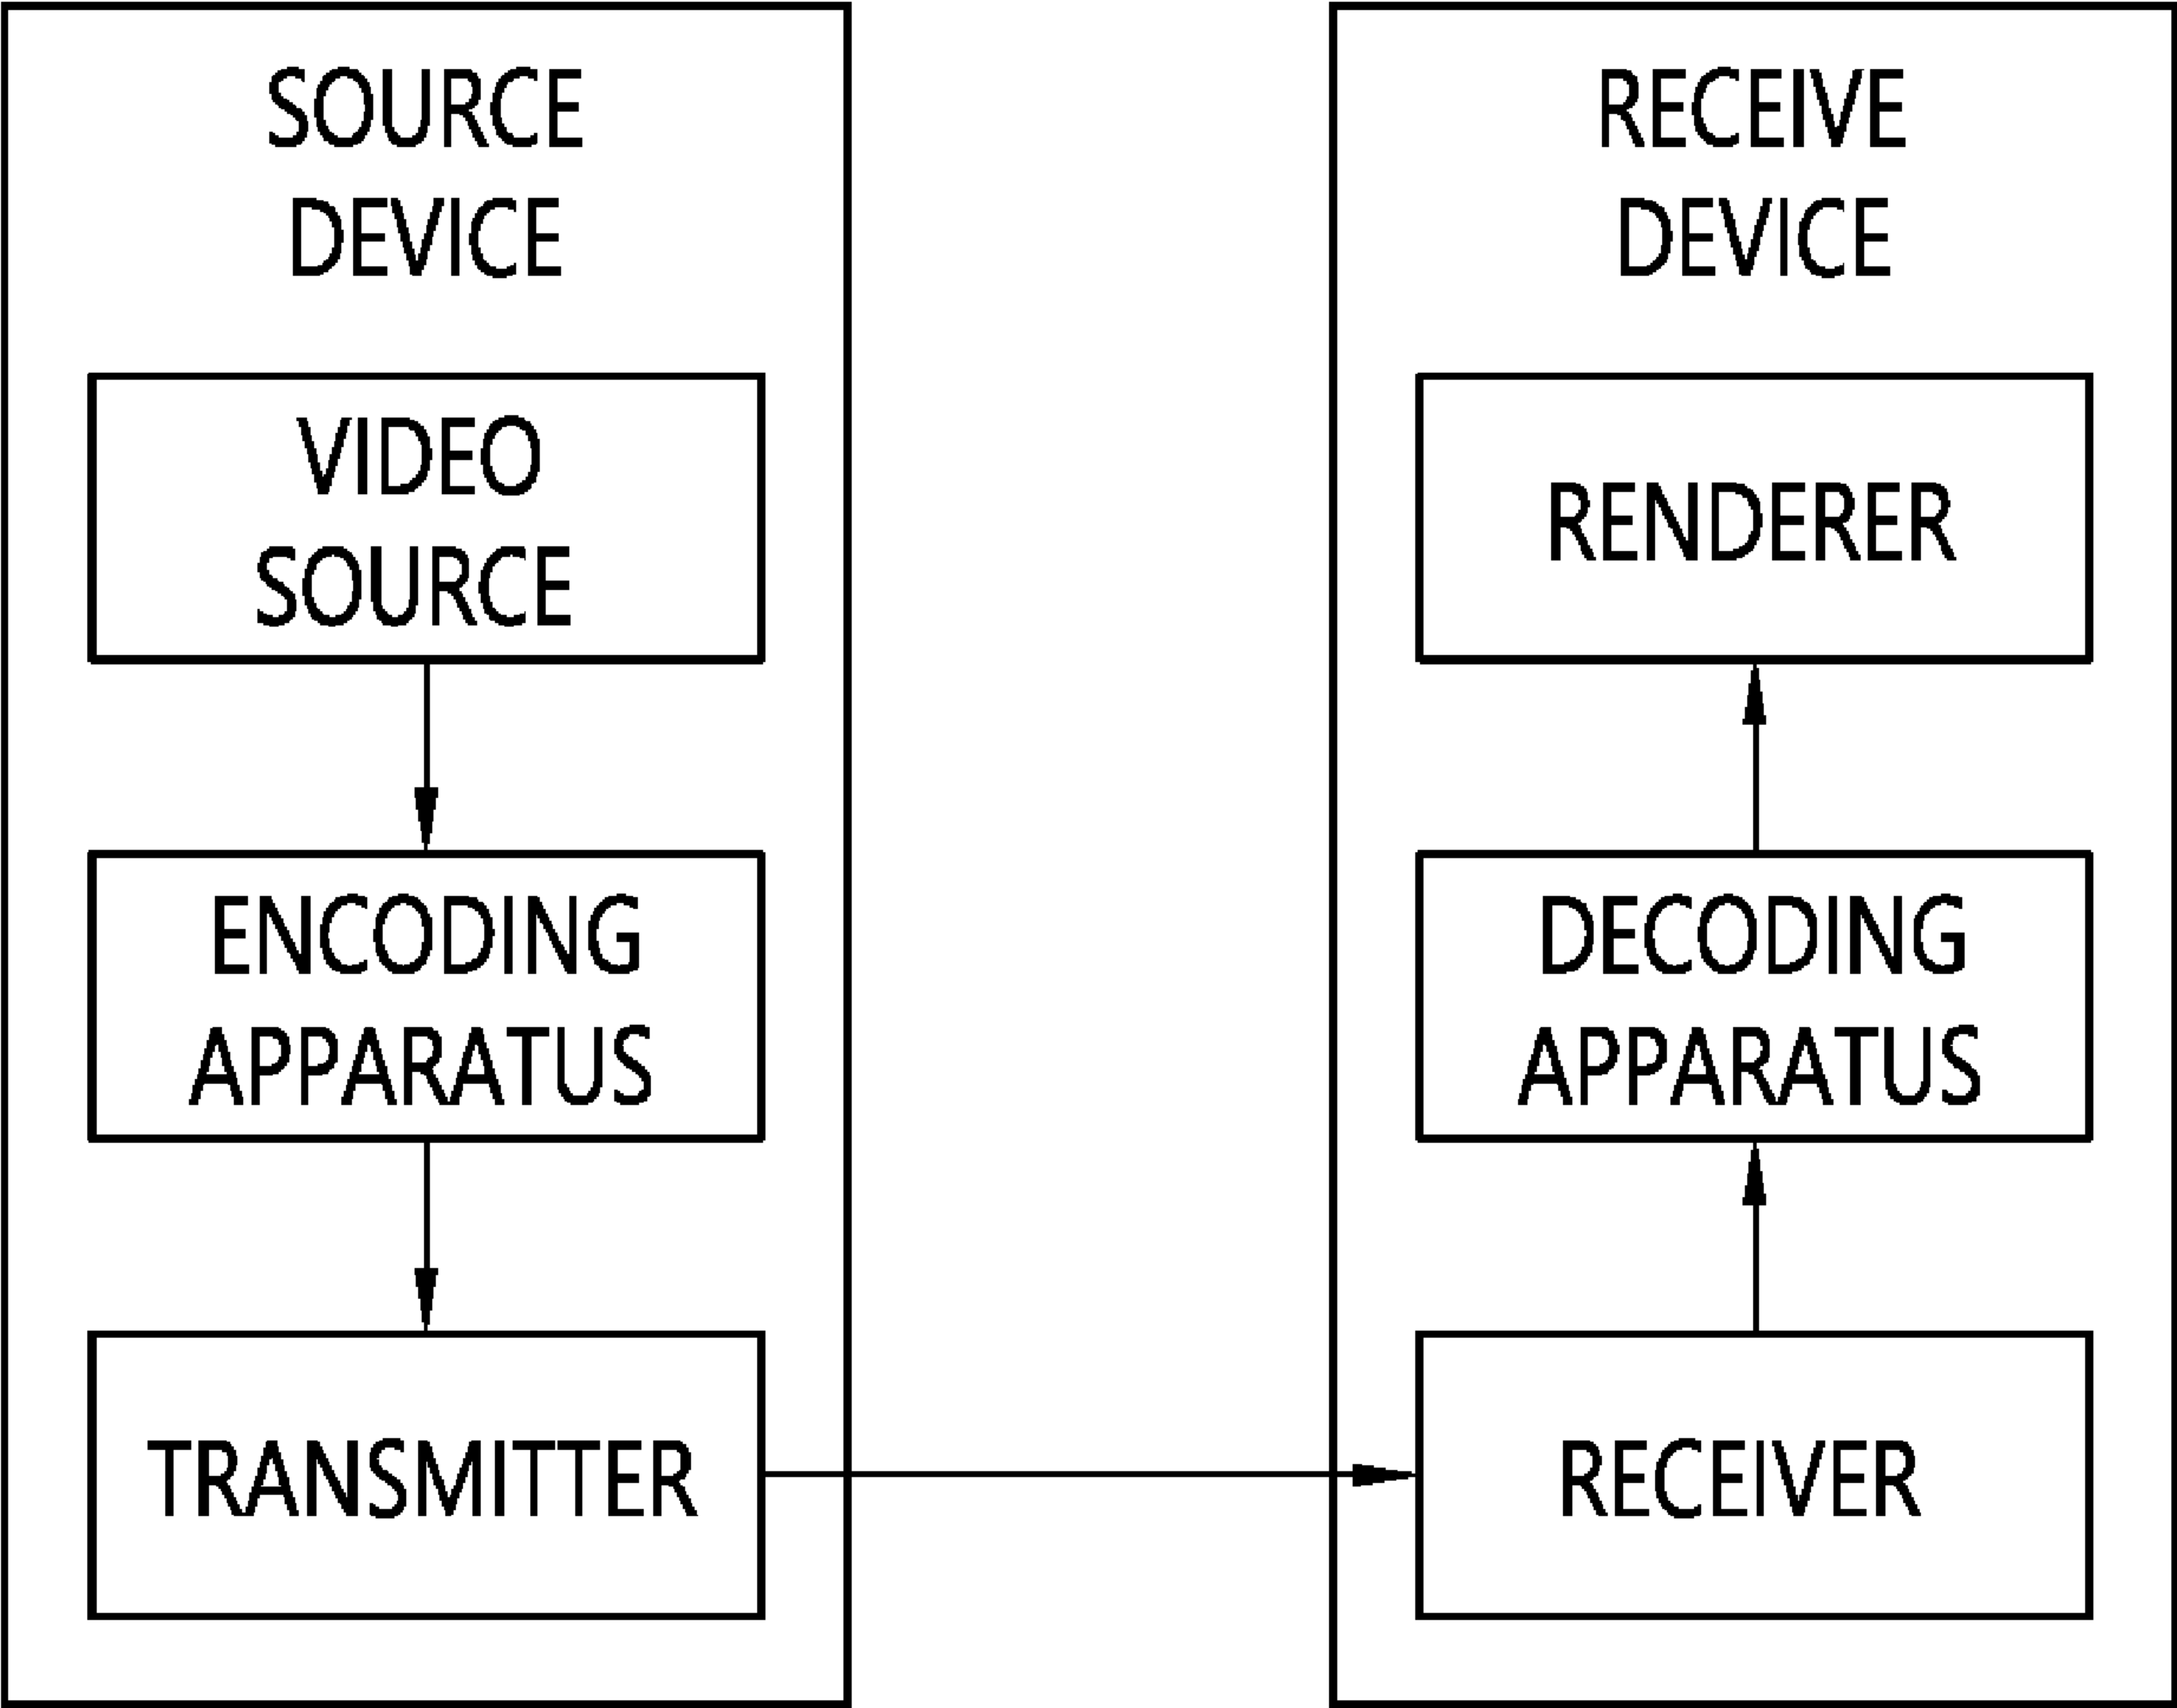 SOURCE
DEVICE
VIDEO
SOURCE
ENCODING
APPARATUS
TRANSMITTER
RECEIVE
DEVICE
RENDERER
DECODING
APPARATUS
RECEIVER